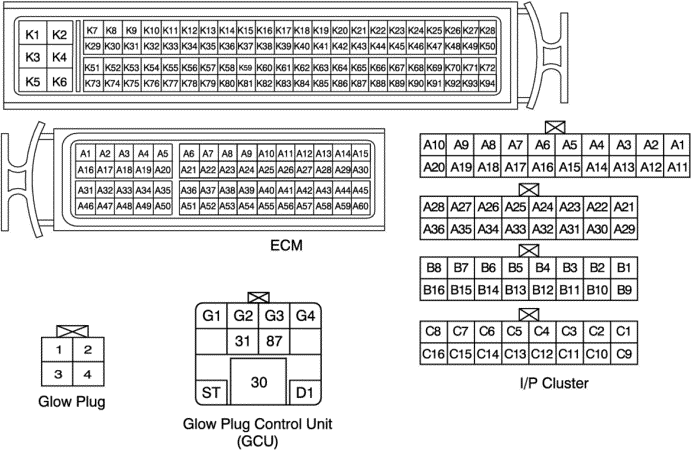 K1 K2 K7 K8 K9 K10 K11 K12 K13 K14 K15 K16 K17 K18 K19 K20 K21 K22 K23 K24 K25 K26 K27 K28
K29 K30 K31 K32 K33 K34 K35 K36 K37 K38 K39 K40 K41 K42 K43 K44 K45 K46 K47 K48 K49 K50
K3 K4
K51 K52 K53 K54 K55 K56 K57 K58 K59 K60 K61 K62 K63 K64 K65 K66 K67 K68 K69 K70 K71 K72
K5 K6 K73 K74 K75 K76 K77 K78 K79 K80 K81 K82 K83 K84 K85 K86 K87 K88 K89 K90 K91 K92 K93 K94
A1 A2 A3 A4 A5 A6 A7 A8 A9 A10 A11 A12 A13 A14 A15
A16 A17 A18 A19 A20 A21 A22 A23 A24 A25 A26 A27 A28 A29 A30
A31 A32 A33 A34 A35 A36 A37 A38 A39 A40 A41 A42 A43 A44 A45
A46 A47 A48 A49 A50 A51 A52 A53 A54 A55 A56 A57 A58 A59 A60
ECM
A10 A9 A8 A7 A6 A5 A4 A3 A2 A1
A20 A19 A18 A17 A16 A15 A14 A13 A12 A11
A28 A27 A26 A25 A24 A23 A22 A21
A36 A35 A34 A33 A32 A31 A30 A29
B8 B7 B6 B5 B4 B3 B2 B1
B16 B15 B14 B13 B12 B11 B10 B9
C8 C7 C6 C5 C4 C3 C2 C1
C16 C15 C14 C13 C12 C11 C10 C9
I/P Cluster
1 2
3 4
Glow Plug
G1 G2 G3 G4
31 87
30
ST D1
Glow Plug Control Unit
(GCU)